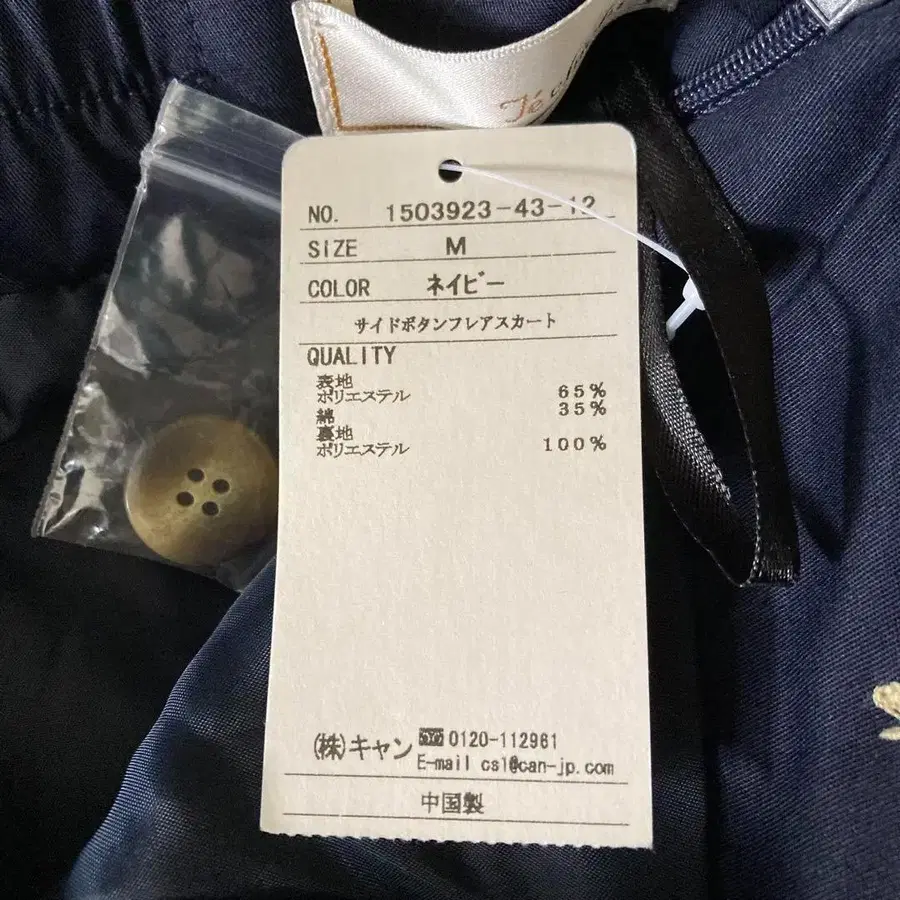 Té
NO. 1503923-43-12
SIZE M
COLOR ネイビー
サイドボタンフレアスカート
QUALITY
表地
ポリエステル 65%
綿 35%
裏地
ポリエステル 100%
(株)キャン 0120-112961
E-mail csl@can-jp.com
中国製